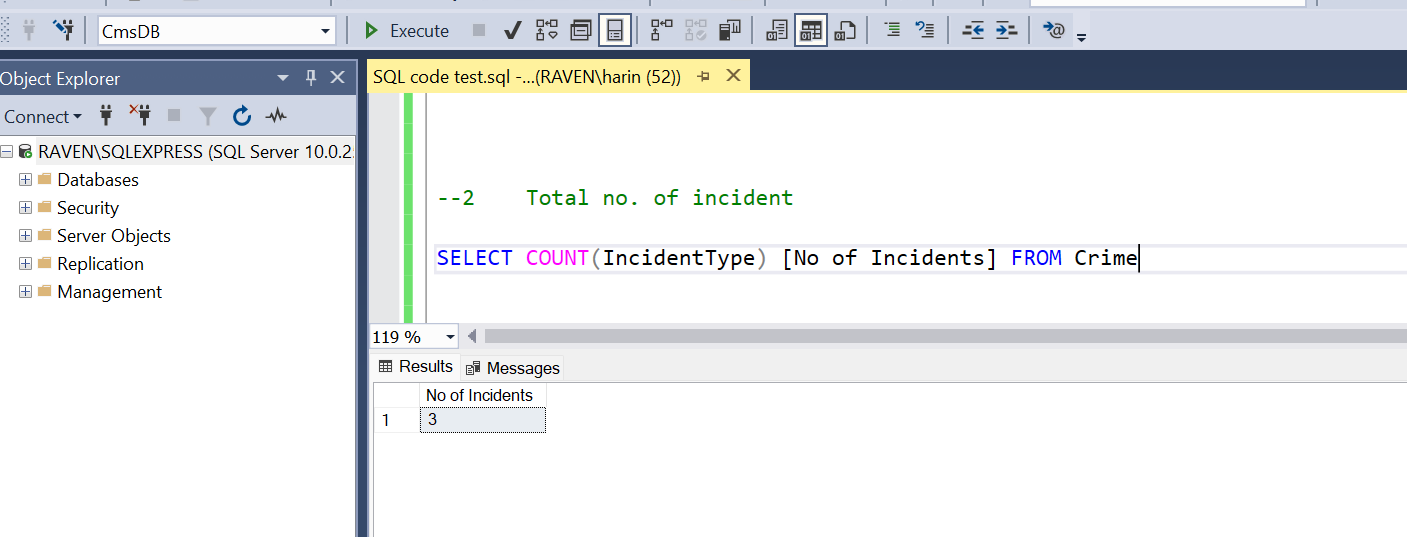 CmsDB
Execute
Object Explorer
SQL code test.sql -...(RAVEN\harin (52))
Connect
RAVEN\SQLEXPRESS (SQL Server 10.0.2
Databases
Security
Server Objects
Replication
Management
--2    Total no. of incident
SELECT COUNT(IncidentType) [No of Incidents] FROM Crime
119 %
Results Messages
No of Incidents
1 3